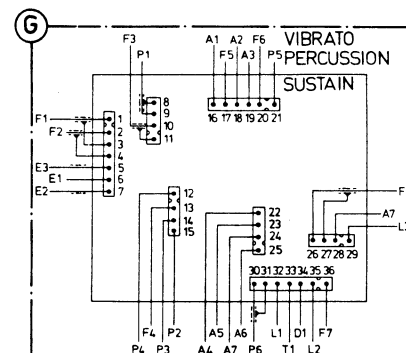 G
F3 A1 A2 F6 VIBRATO
P1 F5 A3 P5 PERCUSSION
SUSTAIN
8
9
10
11
16 17 18 19 20 21
F1 1
F2 2
3
4
E3 5
E1 6
E2 7
12
13
14
15
22
23
24
25
F
A7
L
26 27 28 29
30 31 32 33 34 35 36
F4 P2 A5 A6 L1 D1 F7
P4 P3 A4 A7 P6 T1 L2